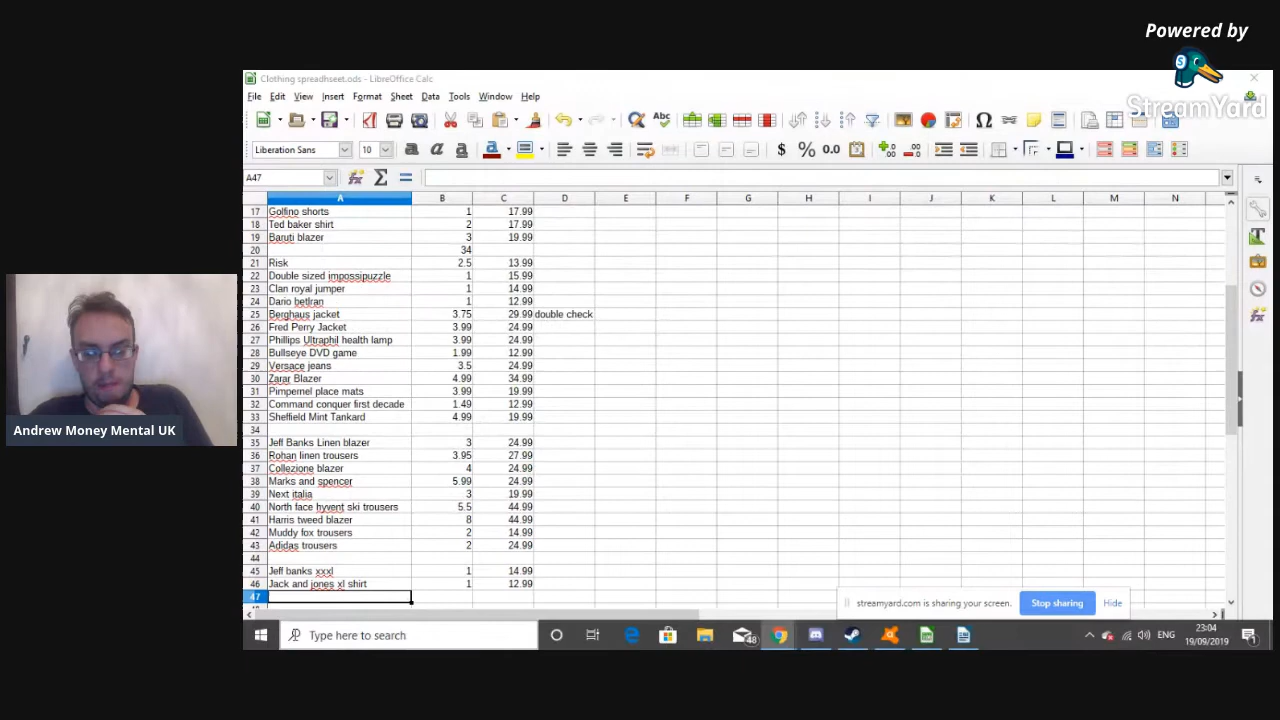 Powered by
StreamYard
Clothing spreadhseet.ods - LibreOffice Calc
File Edit View Insert Format Sheet Data Tools Window Help
Abc
Liberation Sans 10 a a a $ % 0.0
A47
A B C D E F G H I J K L M N
17 Golfino shorts 1 17.99
18 Ted baker shirt 2 17.99
19 Baruti blazer 3 19.99
20 34
21 Risk 2.5 13.99
22 Double sized impossipuzzle 1 15.99
23 Clan royal jumper 1 14.99
24 Dario betlran 1 12.99
25 Berghaus jacket 3.75 29.99 double check
26 Fred Perry Jacket 3.99 24.99
27 Phillips Ultraphil health lamp 3.99 24.99
28 Bullseye DVD game 1.99 12.99
29 Versace jeans 3.5 24.99
30 Zarar Blazer 4.99 34.99
31 Pimpernel place mats 3.99 19.99
32 Command conquer first decade 1.49 12.99
33 Sheffield Mint Tankard 4.99 19.99
34
35 Jeff Banks Linen blazer 3 24.99
36 Rohan linen trousers 3.95 27.99
37 Collezione blazer 4 24.99
38 Marks and spencer 5.99 24.99
39 Next italia 3 19.99
40 North face hyvent ski trousers 5.5 44.99
41 Harris tweed blazer 8 44.99
42 Muddy fox trousers 2 14.99
43 Adidas trousers 2 24.99
44
45 Jeff banks xxxl 1 14.99
46 Jack and jones xl shirt 1 12.99
47
streamyard.com is sharing your screen. Stop sharing Hide
Type here to search
48
ENG
23:04
19/09/2019
Andrew Money Mental UK